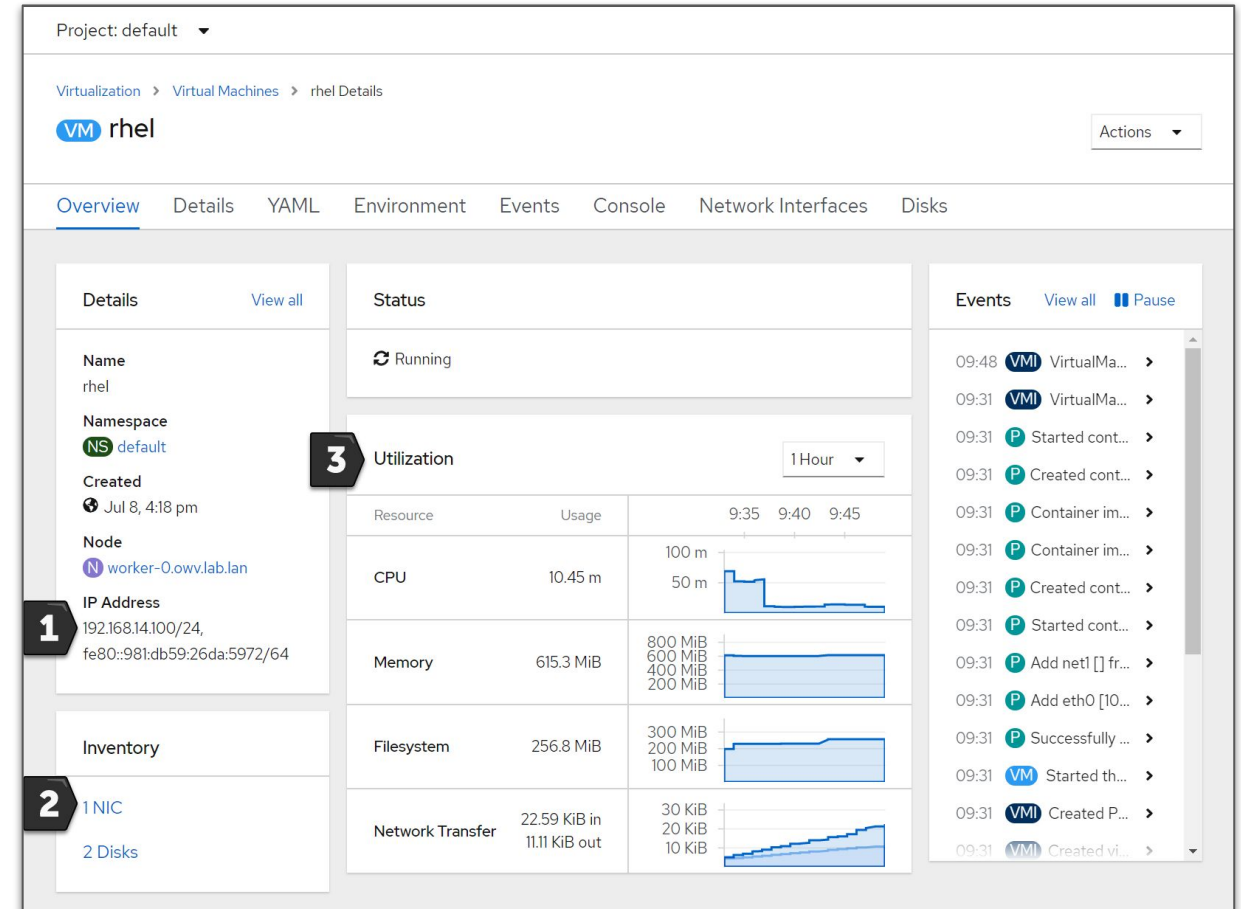 Project: default
Virtualization > Virtual Machines > rhel Details
VM rhel
Actions
Overview Details YAML Environment Events Console Network Interfaces Disks
Details View all
Name
rhel
Namespace
NS default
Created
Jul 8, 4:18 pm
Node
N worker-0.owv.lab.lan
IP Address
1
192.168.14.100/24,
fe80::981:db59:26da:5972/64
Inventory
2
1 NIC
2 Disks
Status
Running
3
Utilization 1 Hour
Resource Usage 9:35 9:40 9:45
CPU 10.45 m
100 m
50 m
Memory 615.3 MiB
800 MiB
600 MiB
400 MiB
200 MiB
Filesystem 256.8 MiB
300 MiB
200 MiB
100 MiB
Network Transfer 22.59 KiB in
11.11 KiB out
30 KiB
20 KiB
10 KiB
Events View all Pause
09:48 VMI VirtualMa... >
09:31 VMI VirtualMa... >
09:31 P Started cont... >
09:31 P Created cont... >
09:31 P Container im... >
09:31 P Container im... >
09:31 P Created cont... >
09:31 P Started cont... >
09:31 P Add net1 [] fr... >
09:31 P Add eth0 [10... >
09:31 P Successfully ... >
09:31 VM Started th... >
09:31 VMI Created P... >
09:31 VMI Created vi... >